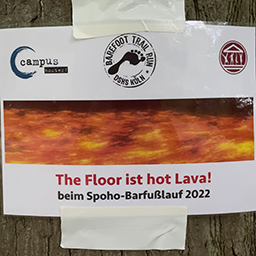 campus
BAREFOOT TRAIL RUN
DSHS KÖLN
The Floor ist hot Lava!
beim Spoho-Barfußlauf 2022